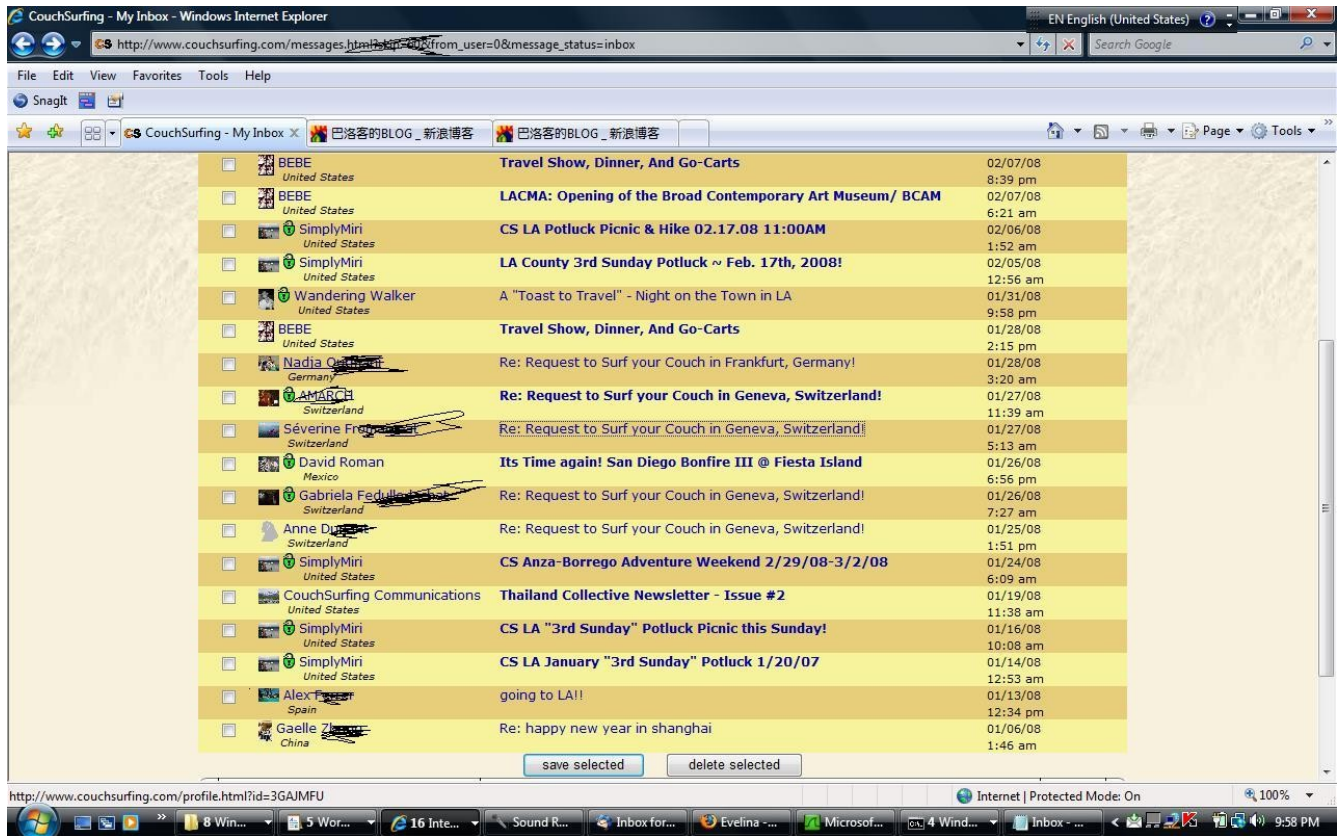 CouchSurfing - My Inbox - Windows Internet Explorer
EN English (United States)
http://www.couchsurfing.com/messages.html?skip=60&from_user=0&message_status=inbox
Search Google
File Edit View Favorites Tools Help
SnagIt
CouchSurfing - My Inbox
巴洛客的BLOG _ 新浪博客
巴洛客的BLOG _ 新浪博客
Page Tools
BEBE Travel Show, Dinner, And Go-Carts 02/07/08
United States 8:39 pm
BEBE LACMA: Opening of the Broad Contemporary Art Museum/ BCAM 02/07/08
United States 6:21 am
SimplyMiri CS LA Potluck Picnic & Hike 02.17.08 11:00AM 02/06/08
United States 1:52 am
SimplyMiri LA County 3rd Sunday Potluck ~ Feb. 17th, 2008! 02/05/08
United States 12:56 am
Wandering Walker A "Toast to Travel" - Night on the Town in LA 01/31/08
United States 9:58 pm
BEBE Travel Show, Dinner, And Go-Carts 01/28/08
United States 2:15 pm
Nadja Re: Request to Surf your Couch in Frankfurt, Germany! 01/28/08
Germany 3:20 am
AMARCH Re: Request to Surf your Couch in Geneva, Switzerland! 01/27/08
Switzerland 11:39 am
Séverine Re: Request to Surf your Couch in Geneva, Switzerland! 01/27/08
Switzerland 5:13 am
David Roman Its Time again! San Diego Bonfire III @ Fiesta Island 01/26/08
Mexico 6:56 pm
Gabriela Re: Request to Surf your Couch in Geneva, Switzerland! 01/26/08
Switzerland 7:27 am
Anne Re: Request to Surf your Couch in Geneva, Switzerland! 01/25/08
Switzerland 1:51 pm
SimplyMiri CS Anza-Borrego Adventure Weekend 2/29/08-3/2/08 01/24/08
United States 6:09 am
CouchSurfing Communications Thailand Collective Newsletter - Issue #2 01/19/08
United States 11:38 am
SimplyMiri CS LA "3rd Sunday" Potluck Picnic this Sunday! 01/16/08
United States 10:08 am
SimplyMiri CS LA January "3rd Sunday" Potluck 1/20/07 01/14/08
United States 12:53 am
Alex going to LA!! 01/13/08
Spain 12:34 pm
Gaelle Re: happy new year in shanghai 01/06/08
China 1:46 am
save selected delete selected
http://www.couchsurfing.com/profile.html?id=3GAJMFU
Internet | Protected Mode: On
100%
8 Win... 5 Wor... 16 Inte... Sound R... Inbox for... Evelina -... Microsof... 4 Wind... Inbox - ... 9:58 PM